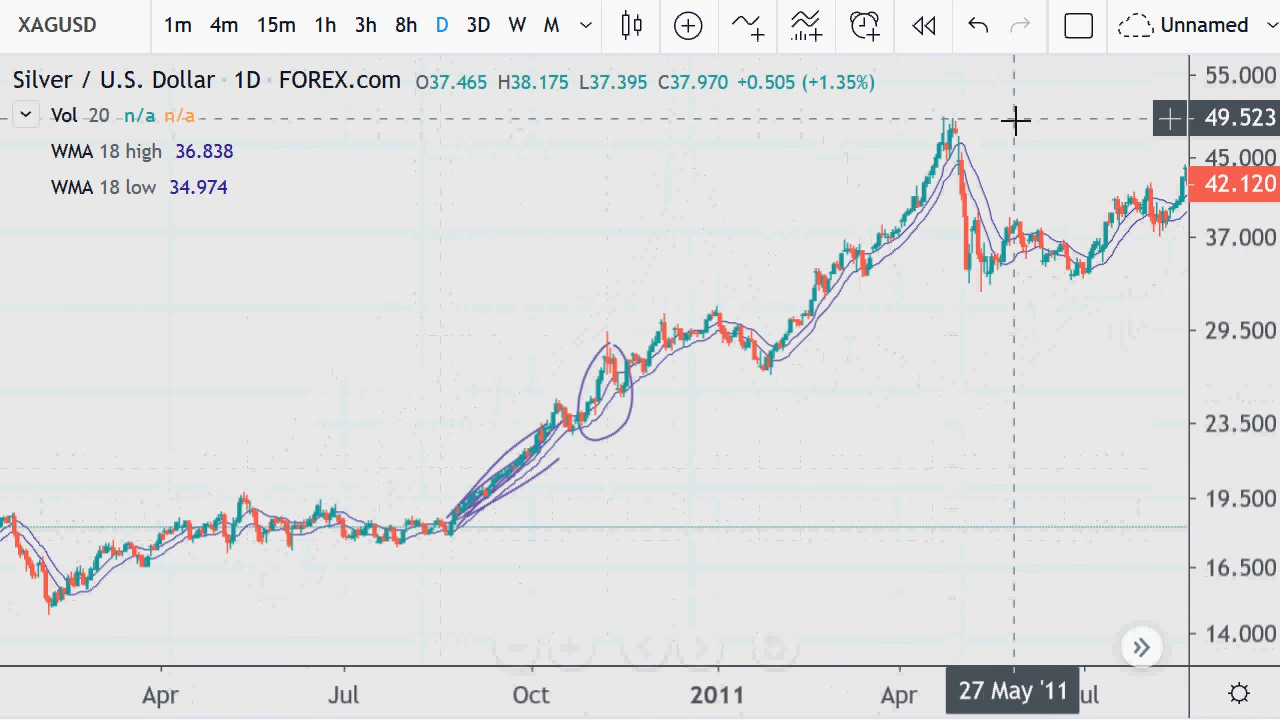 XAGUSD 1m 4m 15m 1h 3h 8h D 3D W M Unnamed
Silver / U.S. Dollar · 1D · FOREX.com O37.465 H38.175 L37.395 C37.970 +0.505 (+1.35%)
Vol 20 n/a n/a
WMA 18 high 36.838
WMA 18 low 34.974
55.000
49.523
45.000
42.120
37.000
29.500
23.500
19.500
16.500
14.000
Apr Jul Oct 2011 Apr 27 May '11 ul